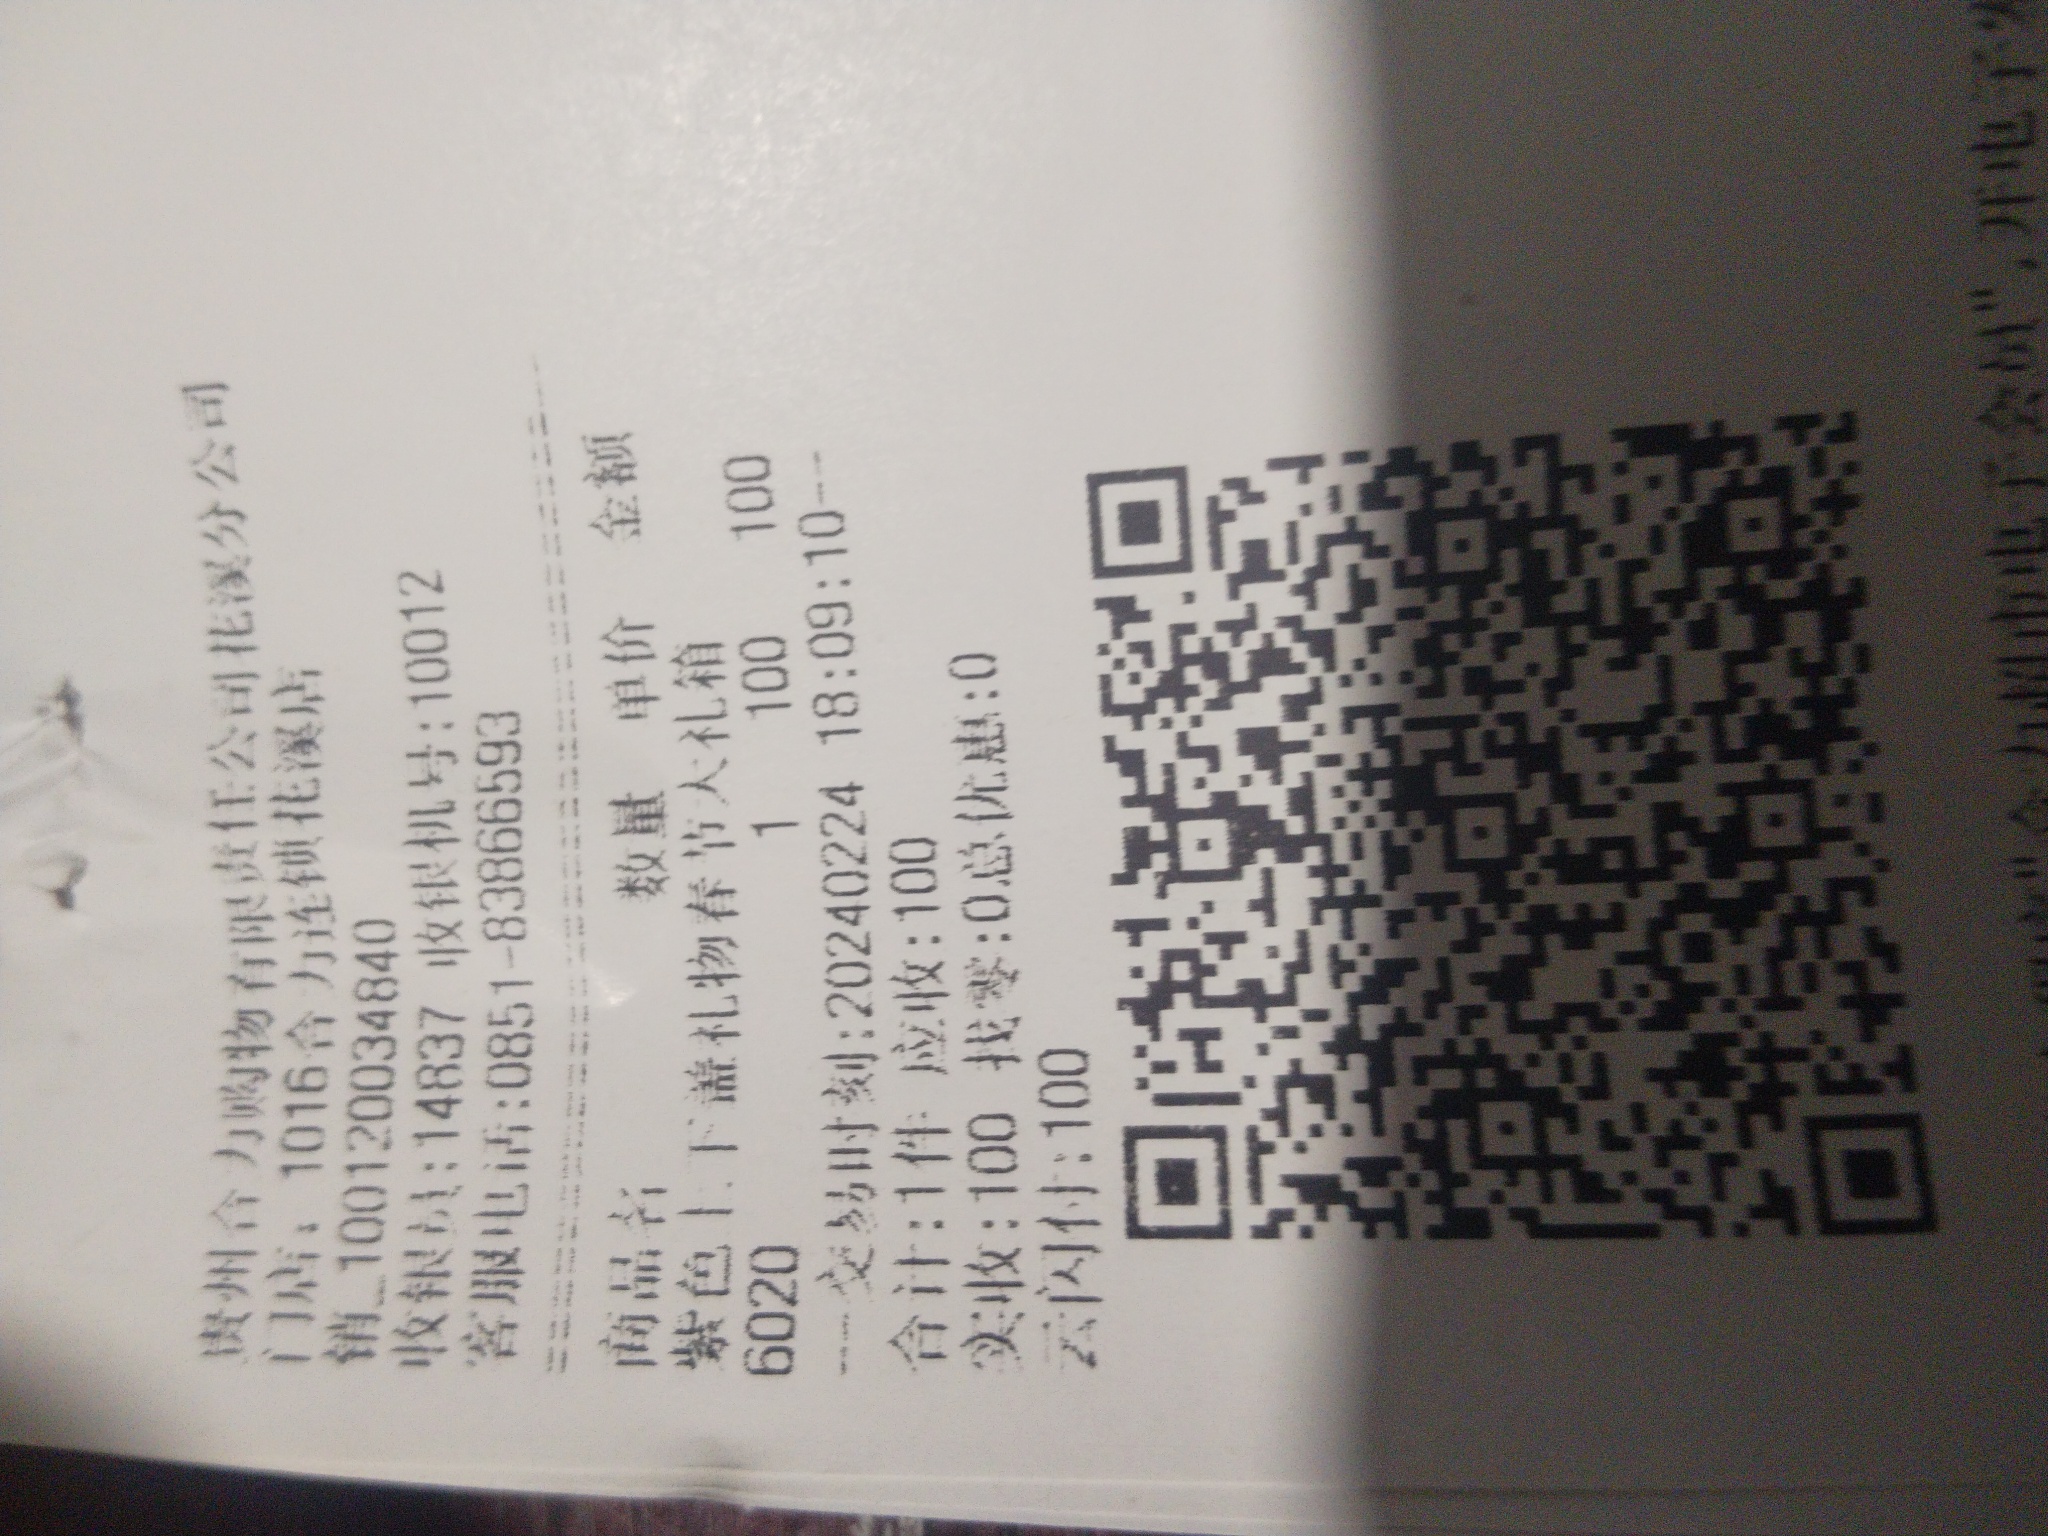 贵州合力购物有限责任公司花溪分公司
门店: 1016合力连锁花溪店
销_100120034840
收银员:14837 收银机号:10012
客服电话:0851-83866593
商品名 数量 单价 金额
紫色上下盖礼物春节大礼箱
6020 1 100 100
---交易时刻:20240224 18:09:10---
合计:1件 应收:100
实收:100 找零:0总优惠:0
云闪付:100